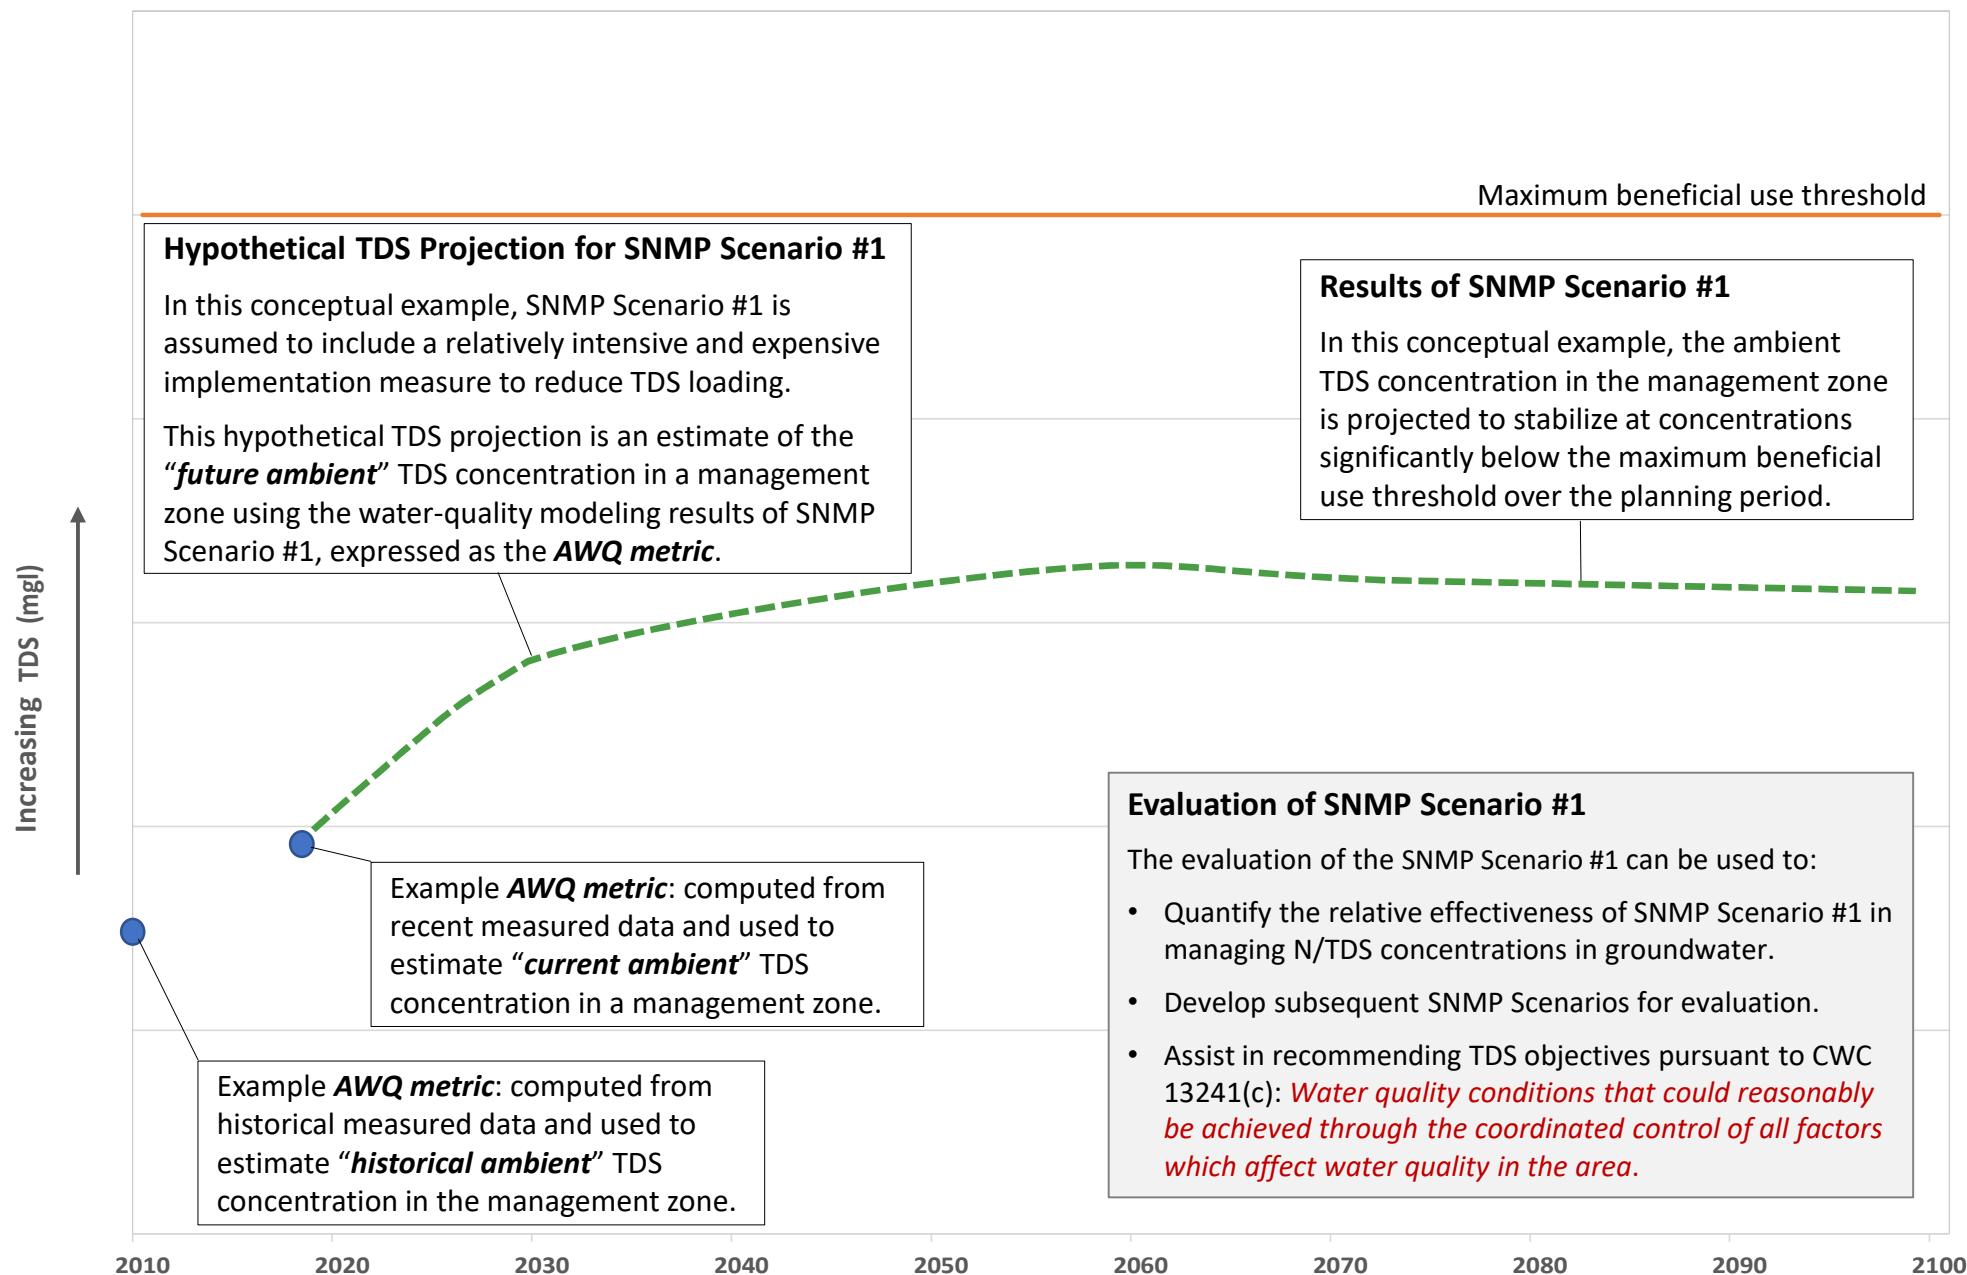 Maximum beneficial use threshold
Hypothetical TDS Projection for SNMP Scenario #1
In this conceptual example, SNMP Scenario #1 is
assumed to include a relatively intensive and expensive
implementation measure to reduce TDS loading.
This hypothetical TDS projection is an estimate of the
“future ambient” TDS concentration in a management
zone using the water-quality modeling results of SNMP
Scenario #1, expressed as the AWQ metric.
Results of SNMP Scenario #1
In this conceptual example, the ambient
TDS concentration in the management zone
is projected to stabilize at concentrations
significantly below the maximum beneficial
use threshold over the planning period.
Increasing TDS (mgl)
Example AWQ metric: computed from
recent measured data and used to
estimate “current ambient” TDS
concentration in a management zone.
Example AWQ metric: computed from
historical measured data and used to
estimate “historical ambient” TDS
concentration in the management zone.
Evaluation of SNMP Scenario #1
The evaluation of the SNMP Scenario #1 can be used to:
• Quantify the relative effectiveness of SNMP Scenario #1 in
managing N/TDS concentrations in groundwater.
• Develop subsequent SNMP Scenarios for evaluation.
• Assist in recommending TDS objectives pursuant to CWC
13241(c): Water quality conditions that could reasonably
be achieved through the coordinated control of all factors
which affect water quality in the area.
2010 2020 2030 2040 2050 2060 2070 2080 2090 2100